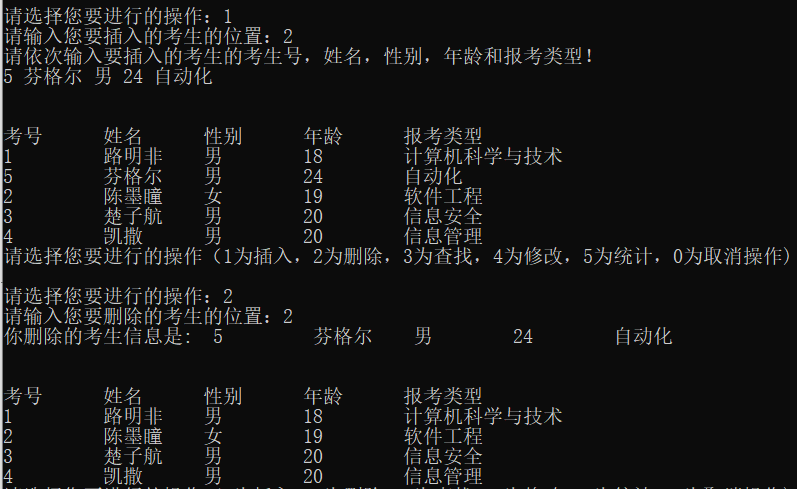 请选择您要进行的操作：1
请输入您要插入的考生的位置：2
请依次输入要插入的考生的考生号，姓名，性别，年龄和报考类型！
5 芬格尔 男 24 自动化
考号 姓名 性别 年龄 报考类型
1 路明非 男 18 计算机科学与技术
5 芬格尔 男 24 自动化
2 陈墨瞳 女 19 软件工程
3 楚子航 男 20 信息安全
4 凯撒 男 20 信息管理
请选择您要进行的操作（1为插入，2为删除，3为查找，4为修改，5为统计，0为取消操作）
请选择您要进行的操作：2
请输入您要删除的考生的位置：2
你删除的考生信息是： 5 芬格尔 男 24 自动化
考号 姓名 性别 年龄 报考类型
1 路明非 男 18 计算机科学与技术
2 陈墨瞳 女 19 软件工程
3 楚子航 男 20 信息安全
4 凯撒 男 20 信息管理